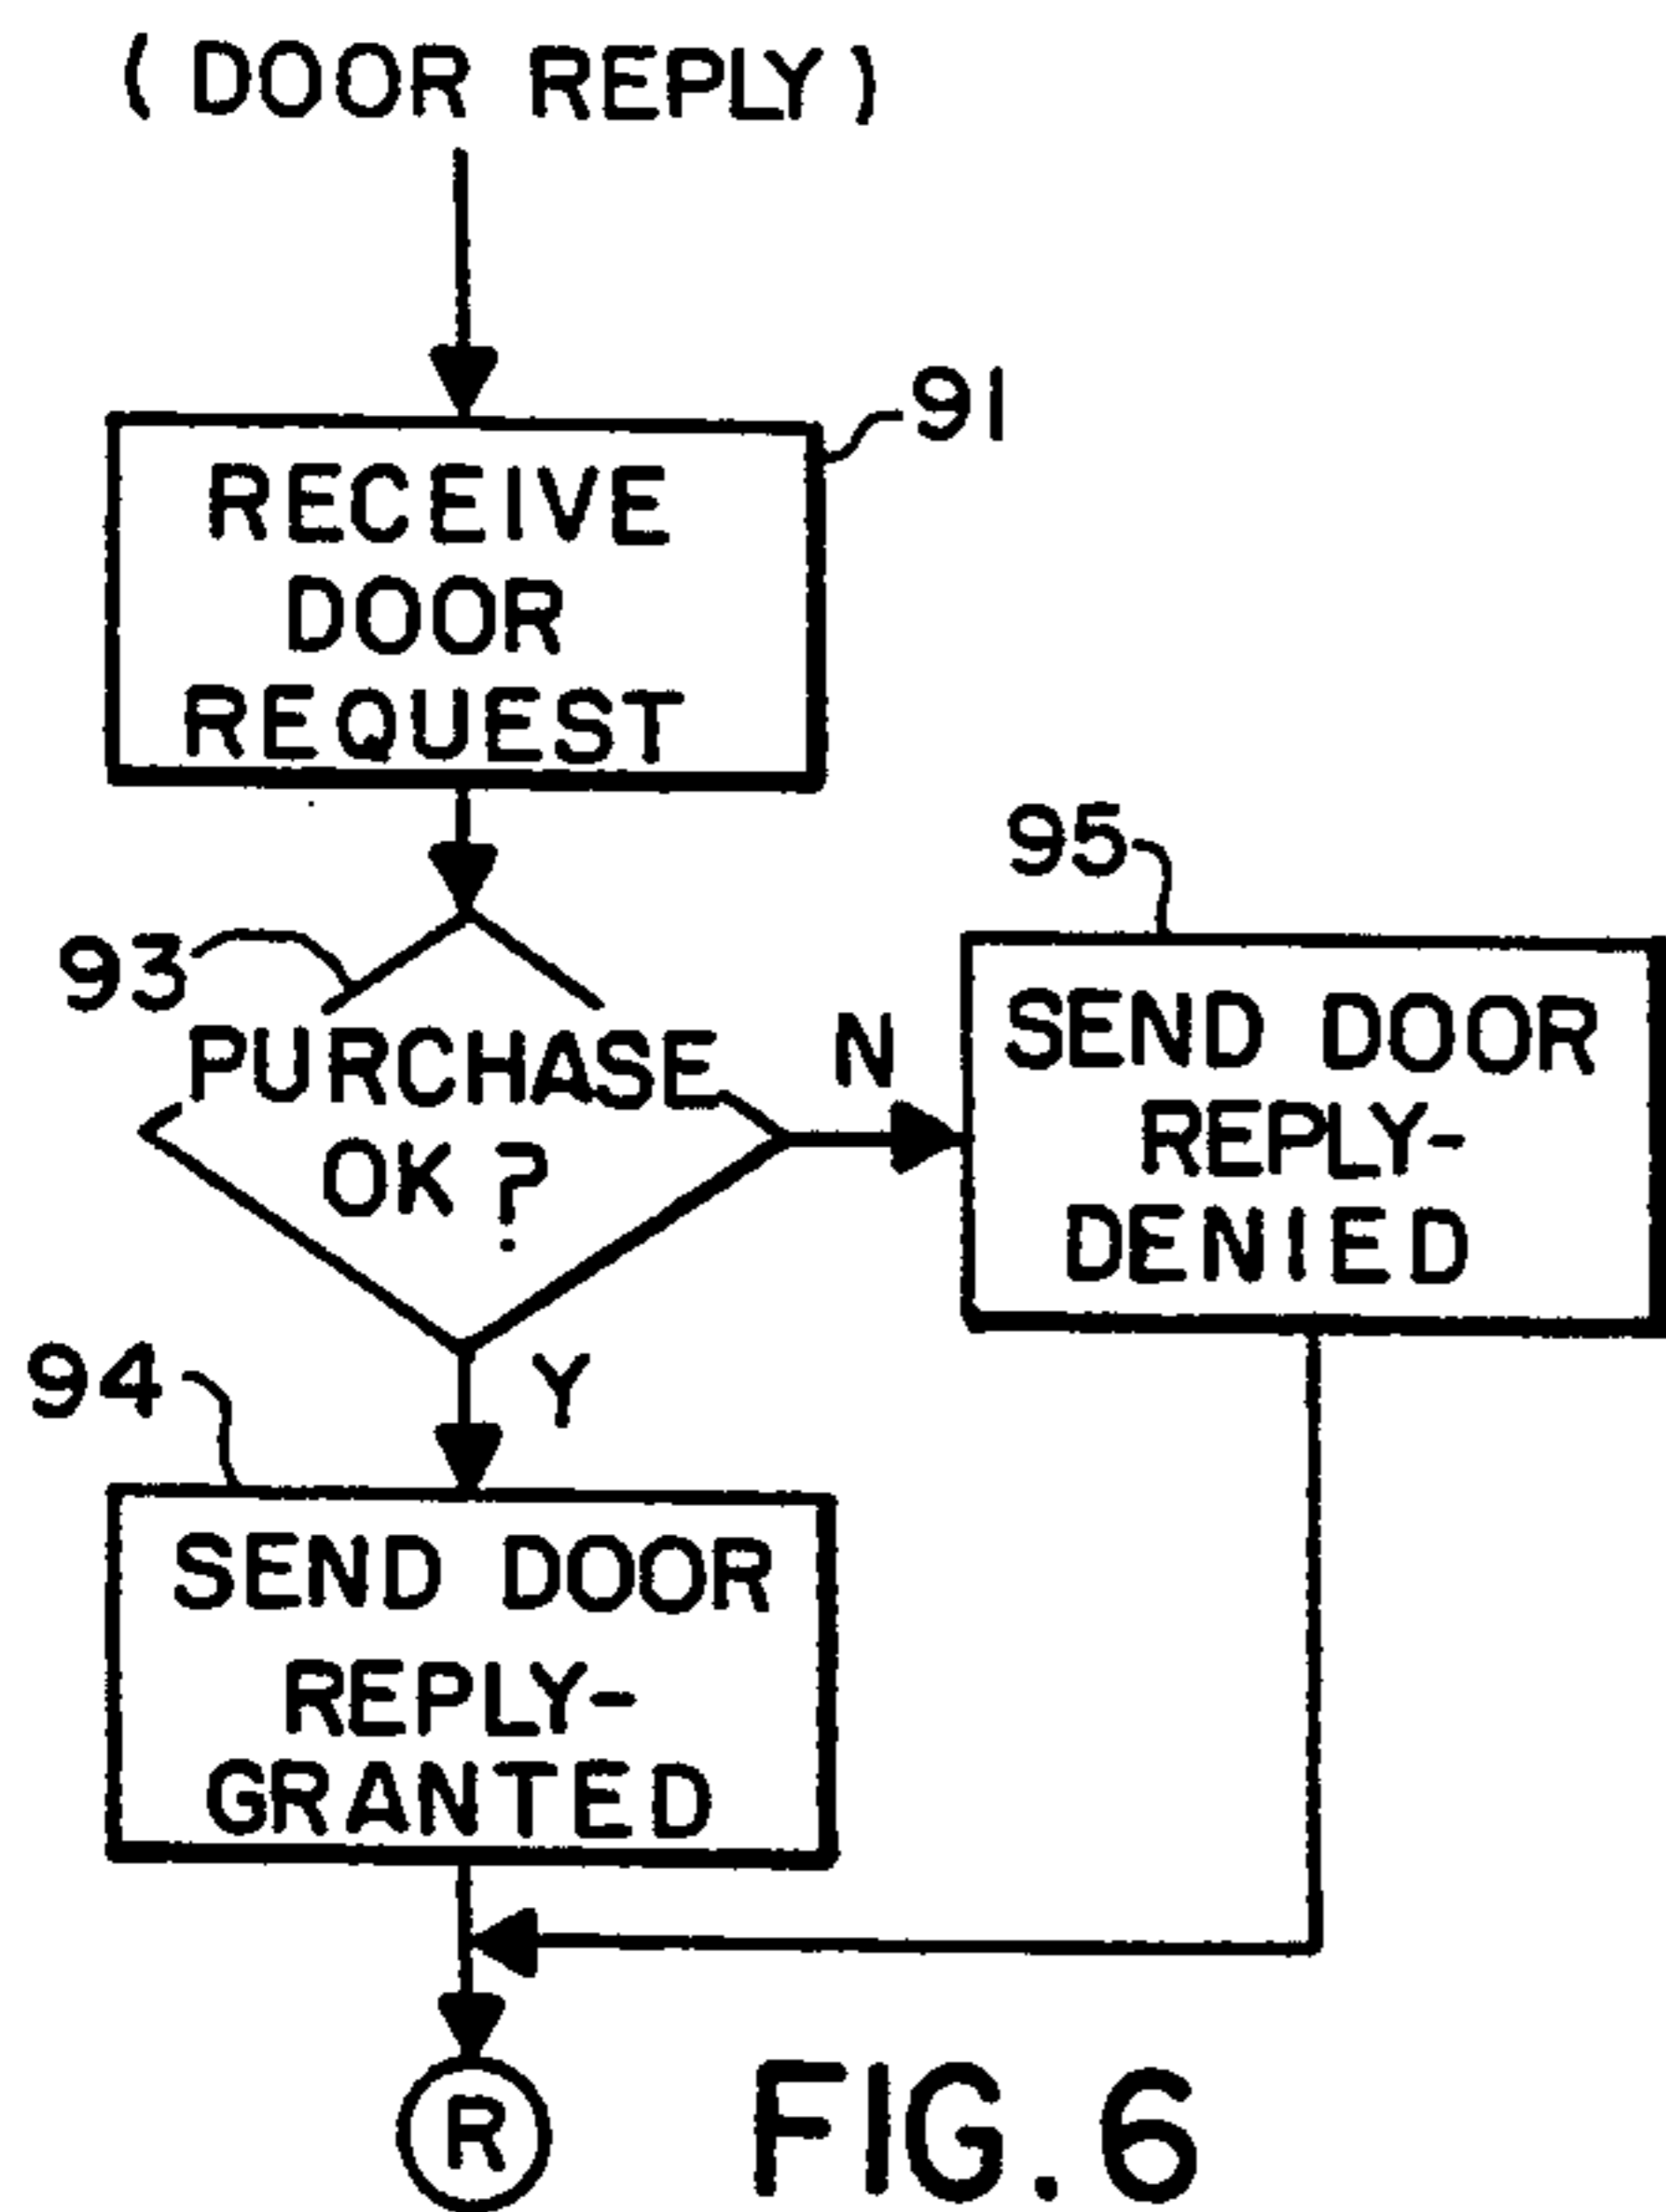 (DOOR REPLY)
91
RECEIVE
DOOR
REQUEST
93
PURCHASE
OK?
N
95
SEND DOOR
REPLY-
DENIED
Y
94
SEND DOOR
REPLY-
GRANTED
R
FIG. 6